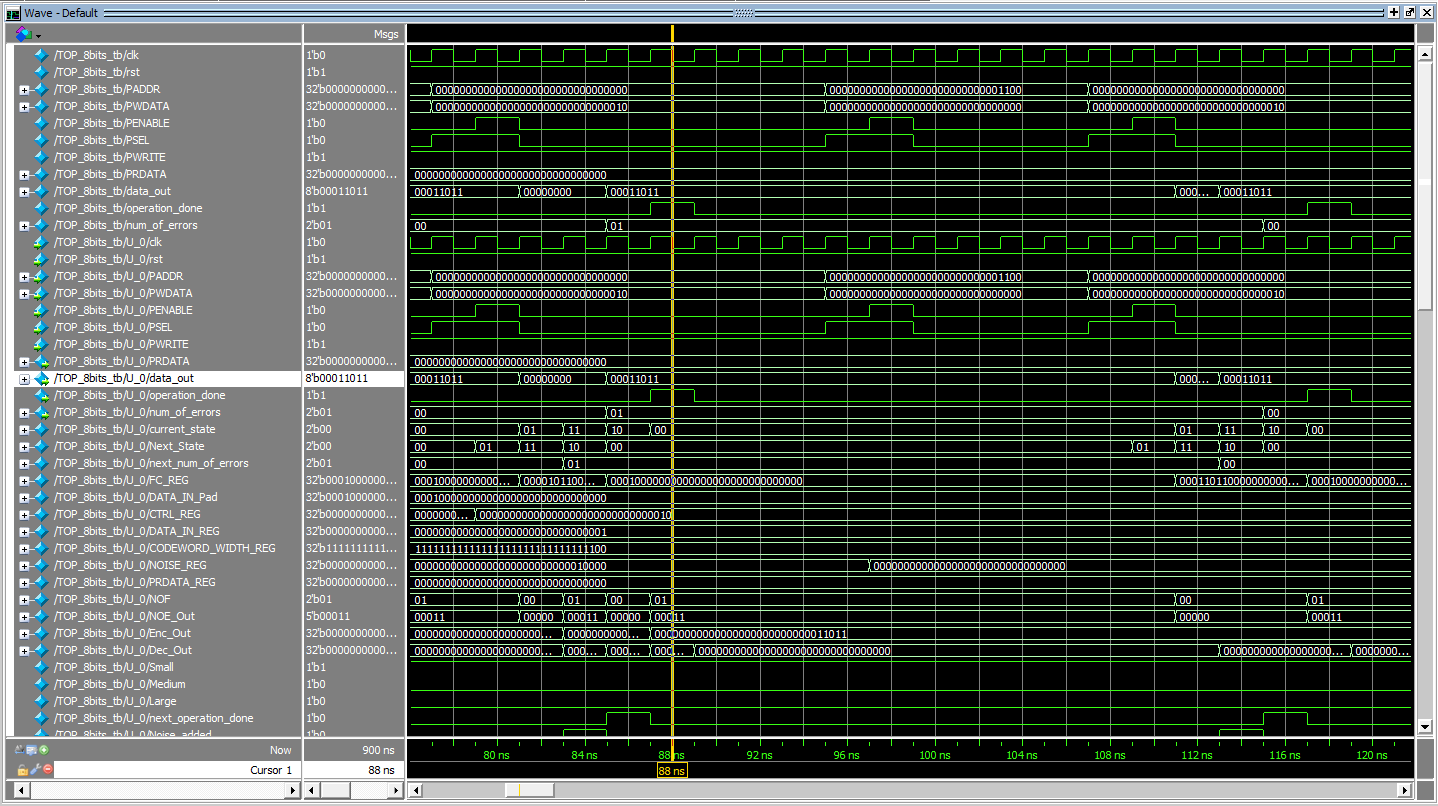 Wave - Default
Msgs
/TOP_8bits_tb/clk 1'b0
/TOP_8bits_tb/rst 1'b1
/TOP_8bits_tb/PADDR 32'b0000000000... 00000000000000000000000000000000 00000000000000000000000000001100 00000000000000000000000000000000
/TOP_8bits_tb/PWDATA 32'b0000000000... 00000000000000000000000000000010 00000000000000000000000000000000 00000000000000000000000000000010
/TOP_8bits_tb/PENABLE 1'b0
/TOP_8bits_tb/PSEL 1'b0
/TOP_8bits_tb/PWRITE 1'b1
/TOP_8bits_tb/PRDATA 32'b0000000000... 00000000000000000000000000000000
/TOP_8bits_tb/data_out 8'b00011011 00011011 00000000 00011011 000... 00011011
/TOP_8bits_tb/operation_done 1'b1
/TOP_8bits_tb/num_of_errors 2'b01 00 01 00
/TOP_8bits_tb/U_0/clk 1'b0
/TOP_8bits_tb/U_0/rst 1'b1
/TOP_8bits_tb/U_0/PADDR 32'b0000000000... 00000000000000000000000000000000 00000000000000000000000000001100 00000000000000000000000000000000
/TOP_8bits_tb/U_0/PWDATA 32'b0000000000... 00000000000000000000000000000010 00000000000000000000000000000000 00000000000000000000000000000010
/TOP_8bits_tb/U_0/PENABLE 1'b0
/TOP_8bits_tb/U_0/PSEL 1'b0
/TOP_8bits_tb/U_0/PWRITE 1'b1
/TOP_8bits_tb/U_0/PRDATA 32'b0000000000... 00000000000000000000000000000000
/TOP_8bits_tb/U_0/data_out 8'b00011011 00011011 00000000 00011011 000... 00011011
/TOP_8bits_tb/U_0/operation_done 1'b1
/TOP_8bits_tb/U_0/num_of_errors 2'b01 00 01 00
/TOP_8bits_tb/U_0/current_state 2'b00 00 01 11 10 00 01 11 10 00
/TOP_8bits_tb/U_0/Next_State 2'b00 00 01 11 10 00 01 11 10 00
/TOP_8bits_tb/U_0/next_num_of_errors 2'b01 00 01 00
/TOP_8bits_tb/U_0/FC_REG 32'b0001000000... 00010000000000... 0000101100... 00010000000000000000000000000000 000110110000000000... 00010000000000...
/TOP_8bits_tb/U_0/DATA_IN_Pad 32'b0001000000... 00010000000000000000000000000000
/TOP_8bits_tb/U_0/CTRL_REG 32'b0000000000... 0000000... 00000000000000000000000000000010
/TOP_8bits_tb/U_0/DATA_IN_REG 32'b0000000000... 00000000000000000000000000000001
/TOP_8bits_tb/U_0/CODEWORD_WIDTH_REG 32'b1111111111... 11111111111111111111111111111100
/TOP_8bits_tb/U_0/NOISE_REG 32'b0000000000... 00000000000000000000000000010000 00000000000000000000000000000000
/TOP_8bits_tb/U_0/PRDATA_REG 32'b0000000000... 00000000000000000000000000000000
/TOP_8bits_tb/U_0/NOF 2'b01 01 00 01 00 01 00 01
/TOP_8bits_tb/U_0/NOE_Out 5'b00011 00011 00000 00011 00000 00011 00000 00011
/TOP_8bits_tb/U_0/Enc_Out 32'b0000000000... 000000000000000000000... 0000000000... 00000000000000000000000000011011
/TOP_8bits_tb/U_0/Dec_Out 32'b0000000000... 000000000000000000000... 000... 000... 00000000000000000000000000000000 000000000000000000... 0000000...
/TOP_8bits_tb/U_0/Small 1'b1
/TOP_8bits_tb/U_0/Medium 1'b0
/TOP_8bits_tb/U_0/Large 1'b0
/TOP_8bits_tb/U_0/next_operation_done 1'b0
/TOP_8bits_tb/U_0/Noise_added 1'b0
Now 900 ns 80 ns 84 ns 88 ns 92 ns 96 ns 100 ns 104 ns 108 ns 112 ns 116 ns 120 ns
Cursor 1 88 ns 88 ns